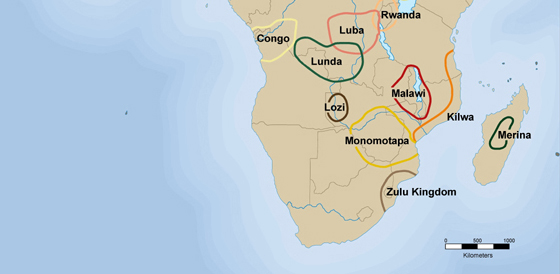 Rwanda
Luba
Congo
Lunda
Malawi
Lozi
Kilwa
Merina
Monomotapa
Zulu Kingdom
0 500 1000
Kilometers